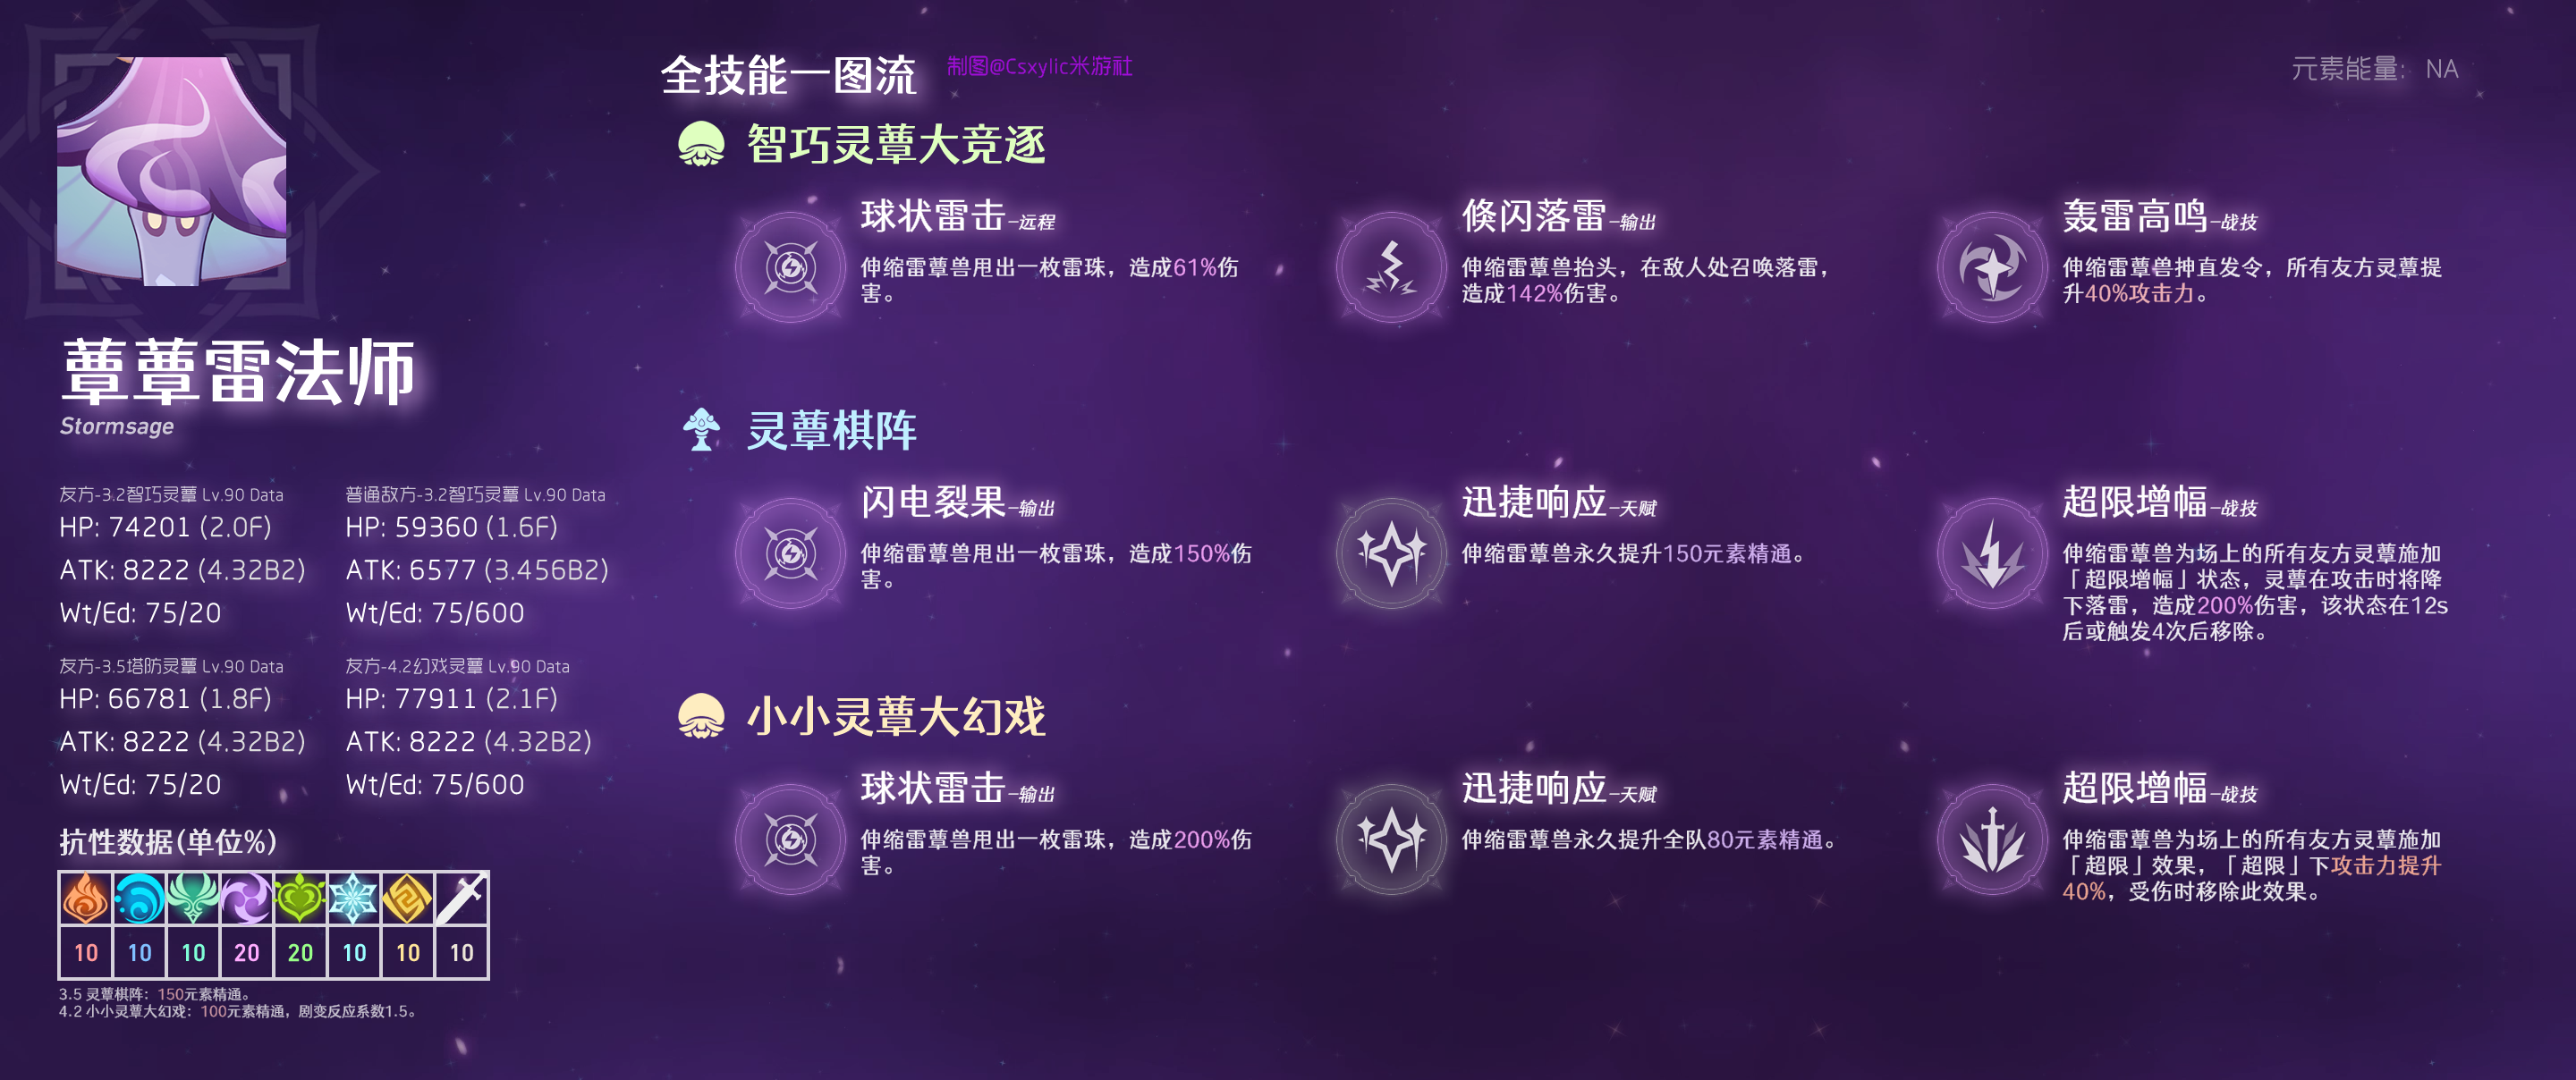 全技能一图流 制图@Csxylic米游社
元素能量: NA
蕈蕈雷法师
Stormsage
友方-3.2智巧灵蕈 Lv.90 Data
HP: 74201 (2.0F)
ATK: 8222 (4.32B2)
Wt/Ed: 75/20
普通敌方-3.2智巧灵蕈 Lv.90 Data
HP: 59360 (1.6F)
ATK: 6577 (3.456B2)
Wt/Ed: 75/600
友方-3.5塔防灵蕈 Lv.90 Data
HP: 66781 (1.8F)
ATK: 8222 (4.32B2)
Wt/Ed: 75/20
友方-4.2幻戏灵蕈 Lv.90 Data
HP: 77911 (2.1F)
ATK: 8222 (4.32B2)
Wt/Ed: 75/600
抗性数据(单位%)
10 10 10 20 20 10 10 10
3.5 灵蕈棋阵：150元素精通。
4.2 小小灵蕈大幻戏：100元素精通，剧变反应系数1.5。
智巧灵蕈大竞逐
球状雷击-远程
伸缩雷蕈兽甩出一枚雷珠，造成61%伤
害。
倏闪落雷-输出
伸缩雷蕈兽抬头，在敌人处召唤落雷，
造成142%伤害。
轰雷高鸣-战技
伸缩雷蕈兽抻直发令，所有友方灵蕈提
升40%攻击力。
灵蕈棋阵
闪电裂果-输出
伸缩雷蕈兽甩出一枚雷珠，造成150%伤
害。
迅捷响应-天赋
伸缩雷蕈兽永久提升150元素精通。
超限增幅-战技
伸缩雷蕈兽为场上的所有友方灵蕈施加
「超限增幅」状态，灵蕈在攻击时将降
下落雷，造成200%伤害，该状态在12s
后或触发4次后移除。
小小灵蕈大幻戏
球状雷击-输出
伸缩雷蕈兽甩出一枚雷珠，造成200%伤
害。
迅捷响应-天赋
伸缩雷蕈兽永久提升全队80元素精通。
超限增幅-战技
伸缩雷蕈兽为场上的所有友方灵蕈施加
「超限」效果，「超限」下攻击力提升
40%，受伤时移除此效果。